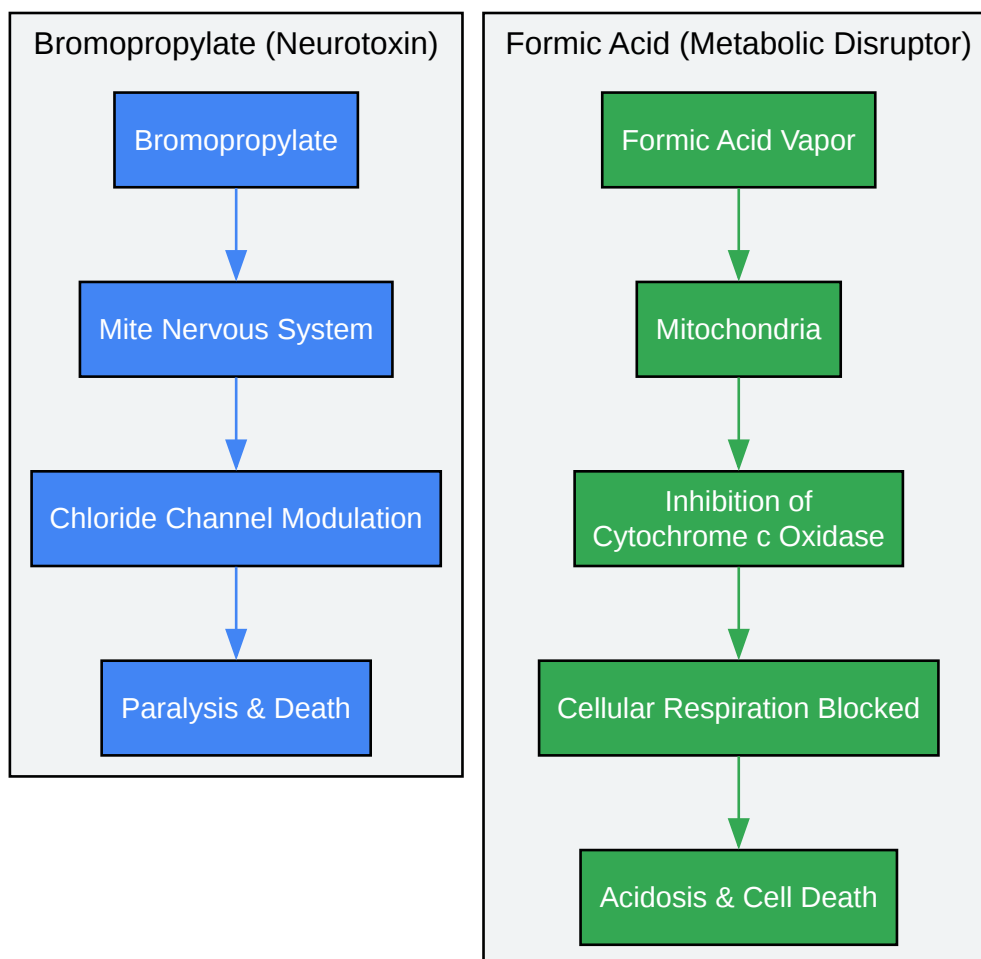 Bromopropylate (Neurotoxin)
Bromopropylate
Mite Nervous System
Chloride Channel Modulation
Paralysis & Death
Formic Acid (Metabolic Disruptor)
Formic Acid Vapor
Mitochondria
Inhibition of
Cytochrome c Oxidase
Cellular Respiration Blocked
Acidosis & Cell Death